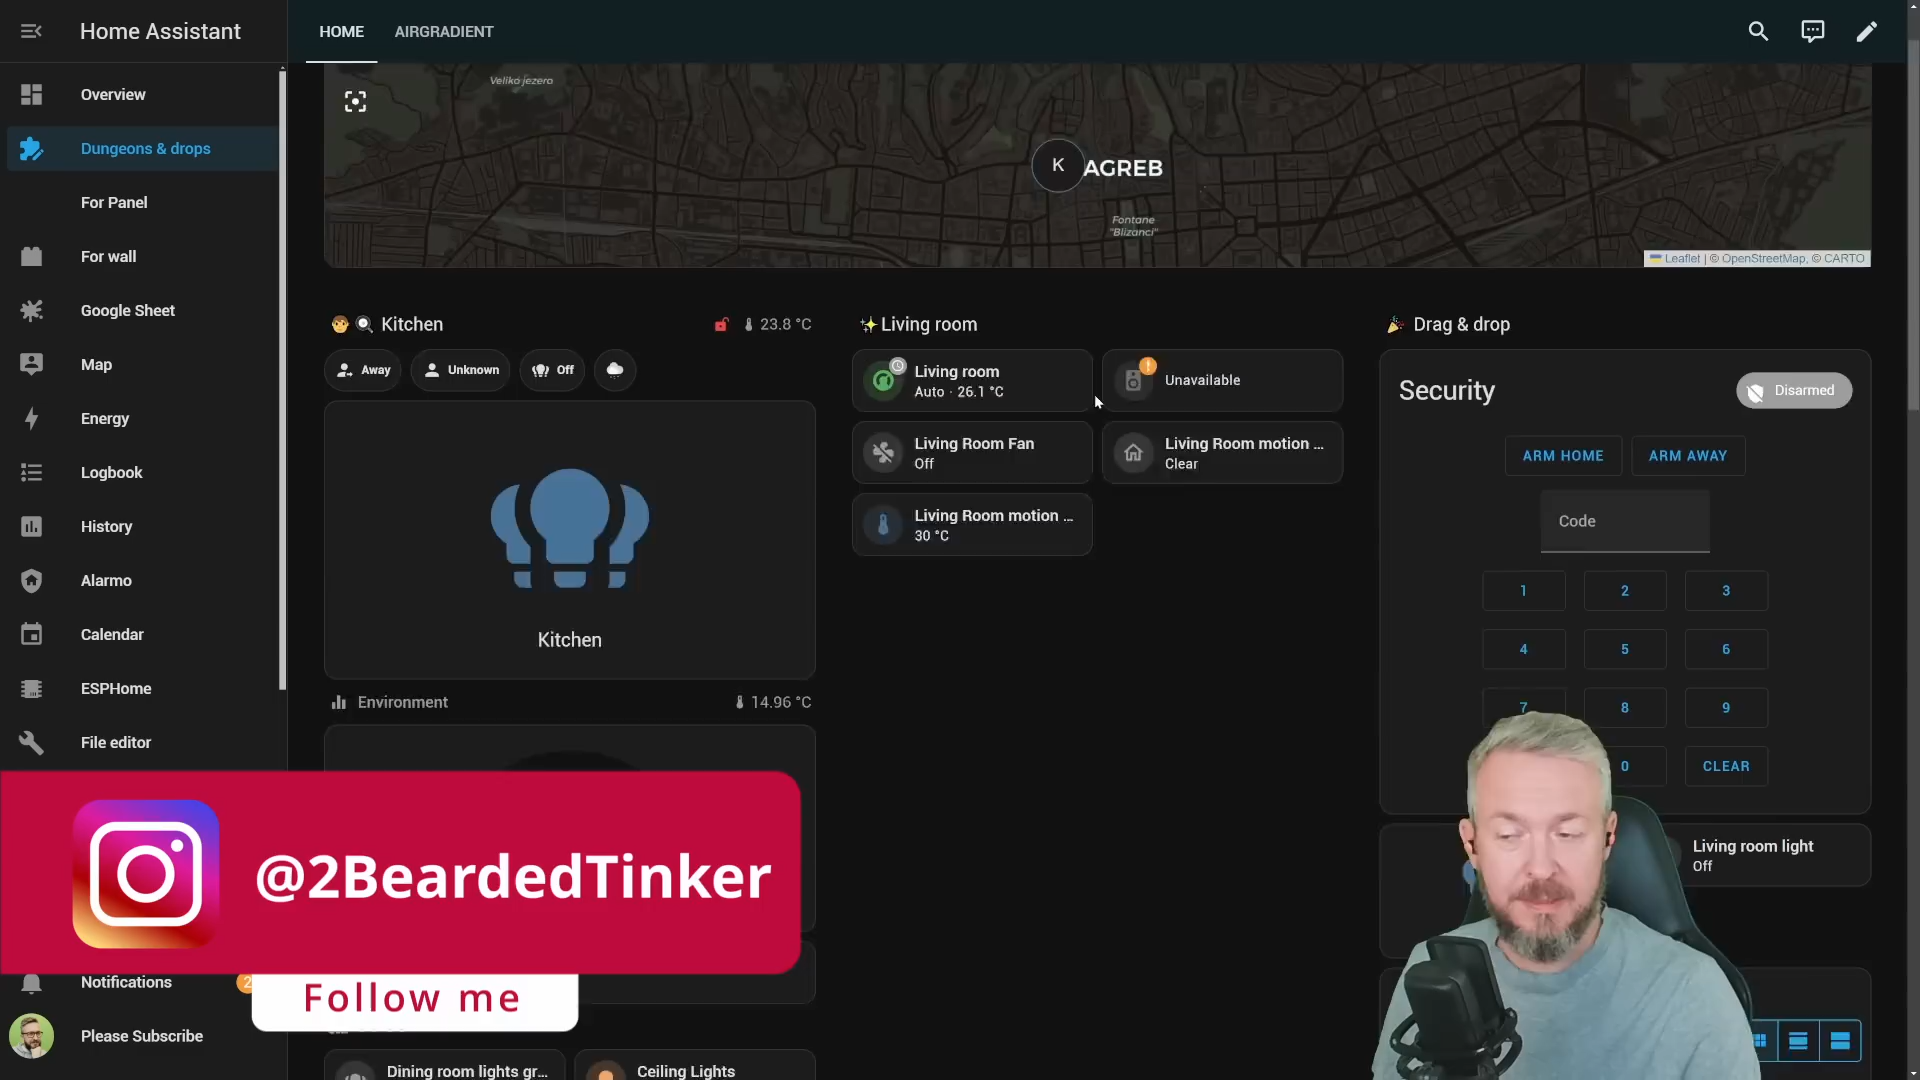 Home Assistant
HOME
AIRGRADIENT
Overview
Dungeons & drops
For Panel
For wall
Google Sheet
Map
Energy
Logbook
History
Alarmo
Calendar
ESPHome
File editor
Notifications
2
Please Subscribe
Veliko jezero
K
AGREB
Fontane
"Blizanci"
Leaflet | © OpenStreetMap, © CARTO
Kitchen
23.8 °C
Away
Unknown
Off
Kitchen
Environment
14.96 °C
Dining room lights gr...
Ceiling Lights
Living room
Living room
Auto · 26.1 °C
Unavailable
Living Room Fan
Off
Living Room motion ...
Clear
Living Room motion ...
30 °C
Drag & drop
Security
Disarmed
ARM HOME
ARM AWAY
Code
1
2
3
4
5
6
7
8
9
0
CLEAR
Living room light
Off
@2BeardedTinker
Follow me